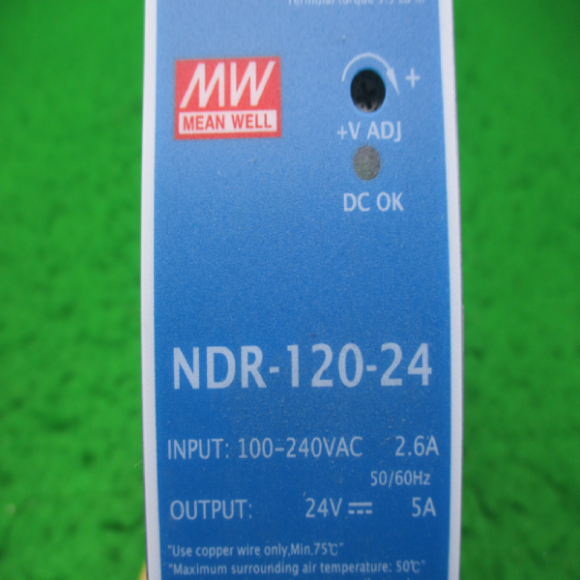 MW
MEAN WELL
+
+V ADJ
DC OK
NDR-120-24
INPUT: 100-240VAC 2.6A
50/60Hz
OUTPUT: 24V⎓ 5A
"Use copper wire only,Min,75℃"
"Maximum surrounding air temperature: 50℃"